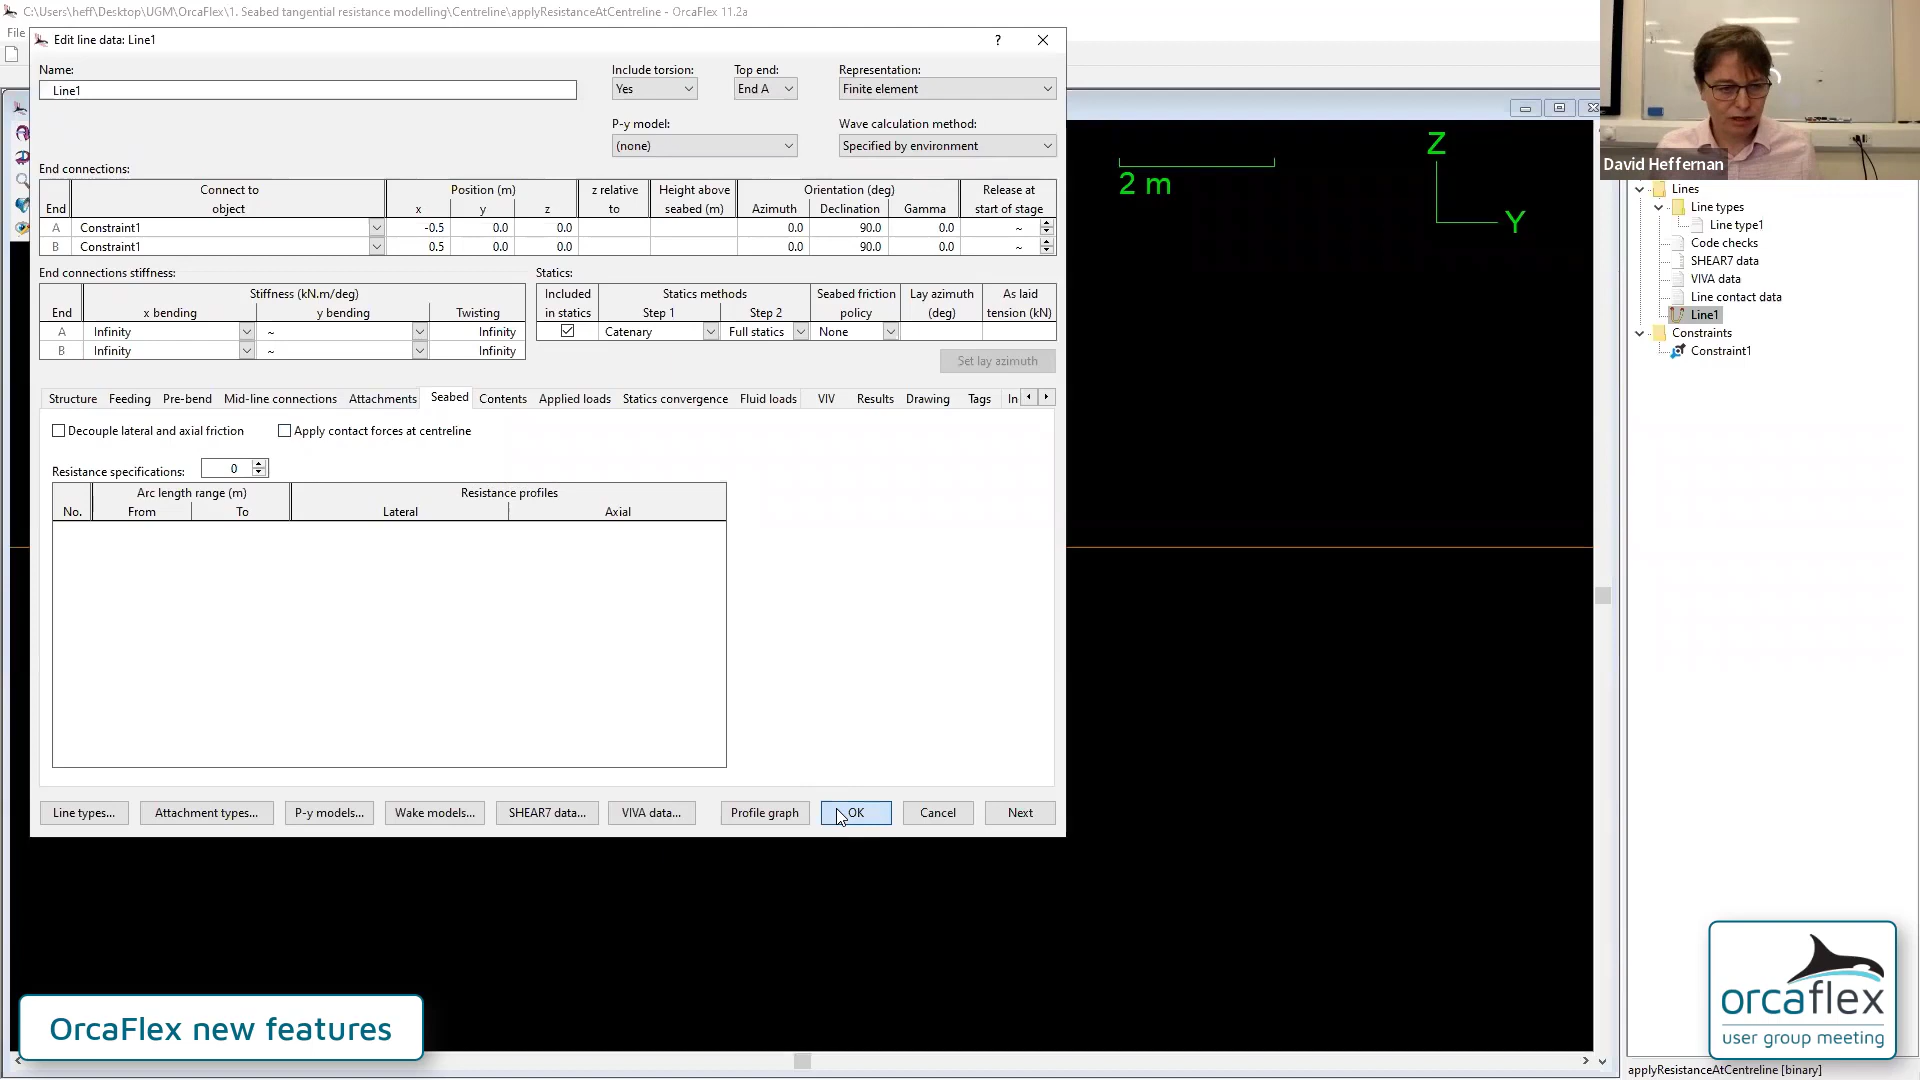 C:\Users\heff\Desktop\UGM\OrcaFlex\1. Seabed tangential resistance modelling\Centreline\applyResistanceAtCentreline - OrcaFlex 11.2a
File
Edit line data: Line1
?
Name:
Line1
Include torsion:
Yes
Top end:
End A
Representation:
Finite element
P-y model:
(none)
Wave calculation method:
Specified by environment
End connections:
End
Connect to object
Position (m)
x y z
z relative to
Height above seabed (m)
Orientation (deg)
Azimuth Declination Gamma
Release at start of stage
A Constraint1 -0.5 0.0 0.0 0.0 90.0 0.0 ~
B Constraint1 0.5 0.0 0.0 0.0 90.0 0.0 ~
End connections stiffness:
Stiffness (kN.m/deg)
End x bending y bending Twisting
A Infinity ~ Infinity
B Infinity ~ Infinity
Statics:
Included in statics
Statics methods
Step 1 Step 2
Seabed friction policy
Lay azimuth (deg)
As laid tension (kN)
Catenary Full statics None
Set lay azimuth
Structure Feeding Pre-bend Mid-line connections Attachments Seabed Contents Applied loads Statics convergence Fluid loads VIV Results Drawing Tags In
Decouple lateral and axial friction
Apply contact forces at centreline
Resistance specifications: 0
Arc length range (m) Resistance profiles
No. From To Lateral Axial
Line types... Attachment types... P-y models... Wake models... SHEAR7 data... VIVA data... Profile graph OK Cancel Next
2 m
Z
Y
David Heffernan
Lines
Line types
Line type1
Code checks
SHEAR7 data
VIVA data
Line contact data
Line1
Constraints
Constraint1
OrcaFlex new features
orcaflex
user group meeting
applyResistanceAtCentreline [binary]